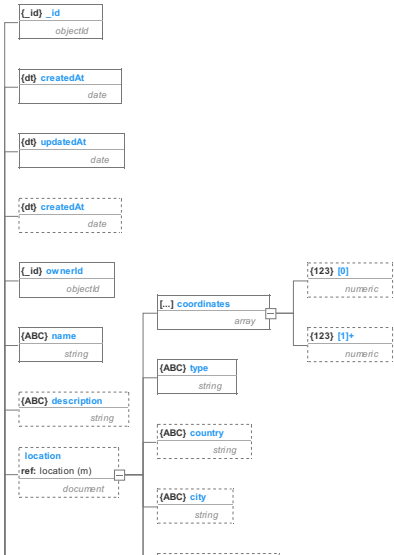 {_id} _id
objectId
{dt} createdAt
date
{dt} updatedAt
date
{dt} createdAt
date
{_id} ownerId
objectId
{ABC} name
string
{ABC} description
string
location
ref: location (m)
document
[...] coordinates
array
{ABC} type
string
{ABC} country
string
{ABC} city
string
{123} [0]
numeric
{123} [1]+
numeric